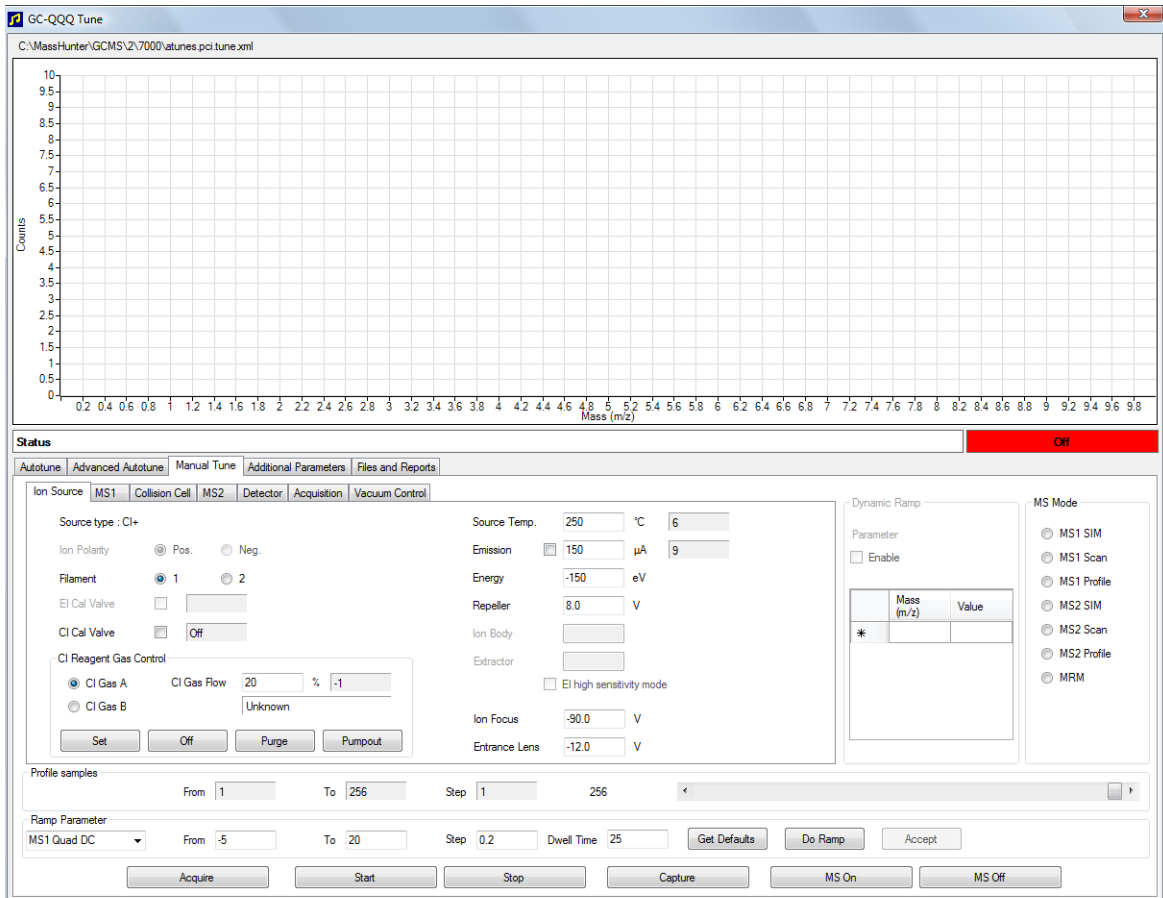 GC-QQQ Tune
C:\MassHunter\GCMS\2\7000\atunes.pci.tune.xml
10
9.5
9
8.5
8
7.5
7
6.5
6
5.5
5
4.5
4
3.5
3
2.5
2
1.5
1
0.5
0
Counts
0.2 0.4 0.6 0.8 1 1.2 1.4 1.6 1.8 2 2.2 2.4 2.6 2.8 3 3.2 3.4 3.6 3.8 4 4.2 4.4 4.6 4.8 5 5.2 5.4 5.6 5.8 6 6.2 6.4 6.6 6.8 7 7.2 7.4 7.6 7.8 8 8.2 8.4 8.6 8.8 9 9.2 9.4 9.6 9.8
Mass (m/z)
Status Off
Autotune Advanced Autotune Manual Tune Additional Parameters Files and Reports
Ion Source MS1 Collision Cell MS2 Detector Acquisition Vacuum Control
Source type : CI+
Ion Polarity Pos. Neg.
Filament 1 2
EI Cal Valve
CI Cal Valve Off
CI Reagent Gas Control
CI Gas A CI Gas Flow 20 % -1
CI Gas B Unknown
Set Off Purge Pumpout
Source Temp. 250 °C 6
Emission 150 µA 9
Energy -150 eV
Repeller 8.0 V
Ion Body
Extractor
EI high sensitivity mode
Ion Focus -90.0 V
Entrance Lens -12.0 V
Dynamic Ramp
Parameter
Enable
Mass (m/z) Value
*
MS Mode
MS1 SIM
MS1 Scan
MS1 Profile
MS2 SIM
MS2 Scan
MS2 Profile
MRM
Profile samples
From 1 To 256 Step 1 256
Ramp Parameter
MS1 Quad DC From -5 To 20 Step 0.2 Dwell Time 25 Get Defaults Do Ramp Accept
Acquire Start Stop Capture MS On MS Off